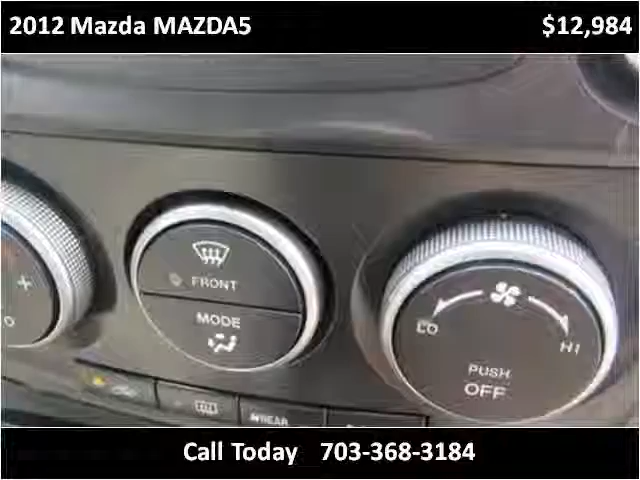 2012 Mazda MAZDA5 $12,984
FRONT
MODE
LO HI
PUSH
OFF
REAR
Call Today 703-368-3184